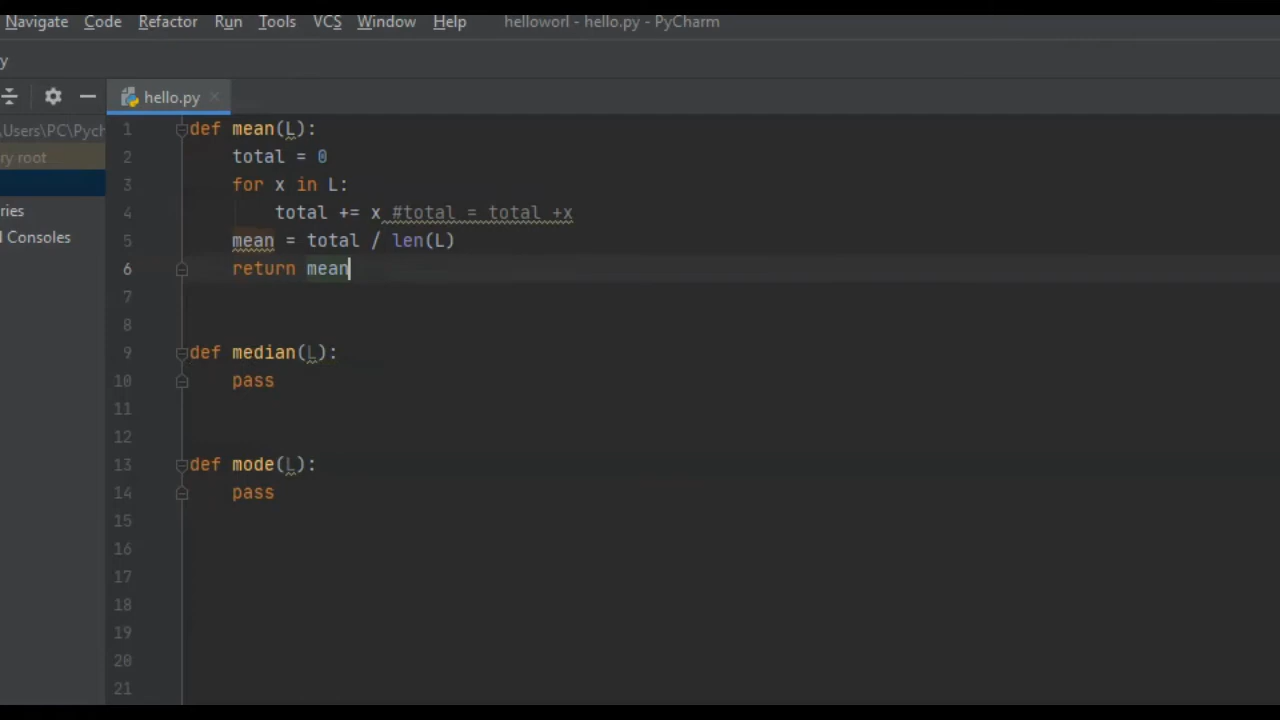 Navigate Code Refactor Run Tools VCS Window Help helloworl - hello.py - PyCharm
y
hello.py
\Users\PC\Pych
ry root
ries
Consoles
1 def mean(L):
2 total = 0
3 for x in L:
4 total += x #total = total +x
5 mean = total / len(L)
6 return mean
7
8
9 def median(L):
10 pass
11
12
13 def mode(L):
14 pass
15
16
17
18
19
20
21